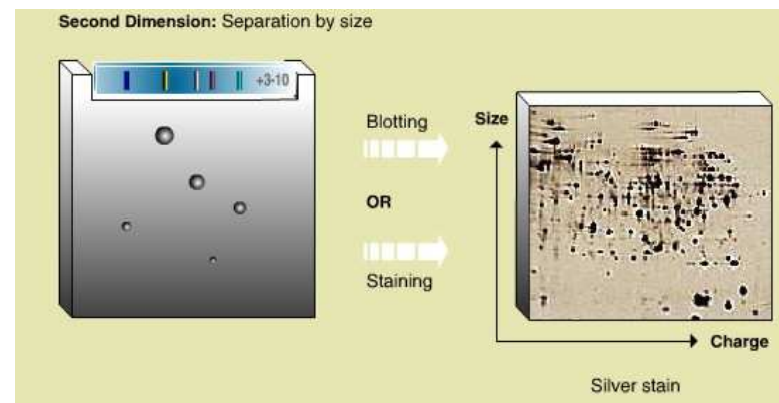 Second Dimension: Separation by size
+3-10
Blotting
OR
Staining
Size
Charge
Silver stain